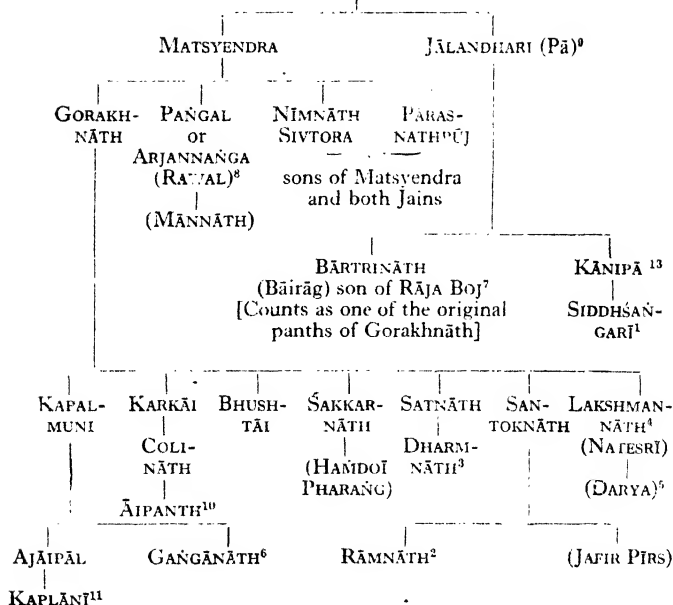 MATSYENDRA JĀLANDHARI (Pā)⁹
GORAKH- PAṄGAL NĪMNĀTH PĀRAS-
NĀTH or SIVTORA NATHPŪJ
ARJANNAṄGA
(RAWAL)⁸ sons of Matsyendra
and both Jains
(MĀNNĀTH)
BĀRTRINĀTH KĀNIPĀ ¹³
(Bāirāg) son of RĀJA BOJ⁷
[Counts as one of the original SIDDHŚAṄ-
panths of Gorakhnāth] GARĪ¹
KAPAL- KARKĀI BHUSH- ŚAKKAR- SATNĀTH SAN- LAKSHMAN-
MUNI TĀI NĀTH TOKNĀTH NĀTH⁴
COLI- DHARM- (NATESRĪ)
NĀTH (HAṀDOĪ NĀTH³
PHARAṄG) (DARYA)⁵
ĀIPANTH¹⁰
AJĀIPĀL GAṄGĀNĀTH⁶ RĀMNĀTH² (JAFIR PĪRS)
KAPLĀNĪ¹¹